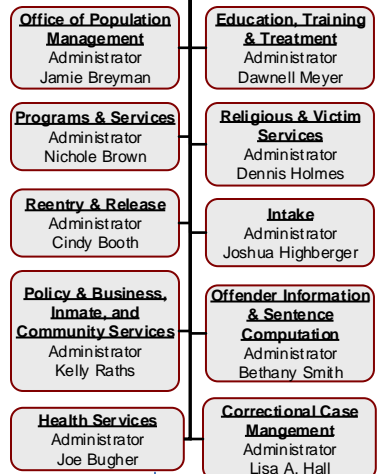 Office of Population
Management
Administrator
Jamie Breyman
Education, Training
& Treatment
Administrator
Dawnell Meyer
Programs & Services
Administrator
Nichole Brown
Religious & Victim
Services
Administrator
Dennis Holmes
Reentry & Release
Administrator
Cindy Booth
Intake
Administrator
Joshua Highberger
Policy & Business,
Inmate, and
Community Services
Administrator
Kelly Raths
Offender Information
& Sentence
Computation
Administrator
Bethany Smith
Health Services
Administrator
Joe Bugher
Correctional Case
Mangement
Administrator
Lisa A. Hall